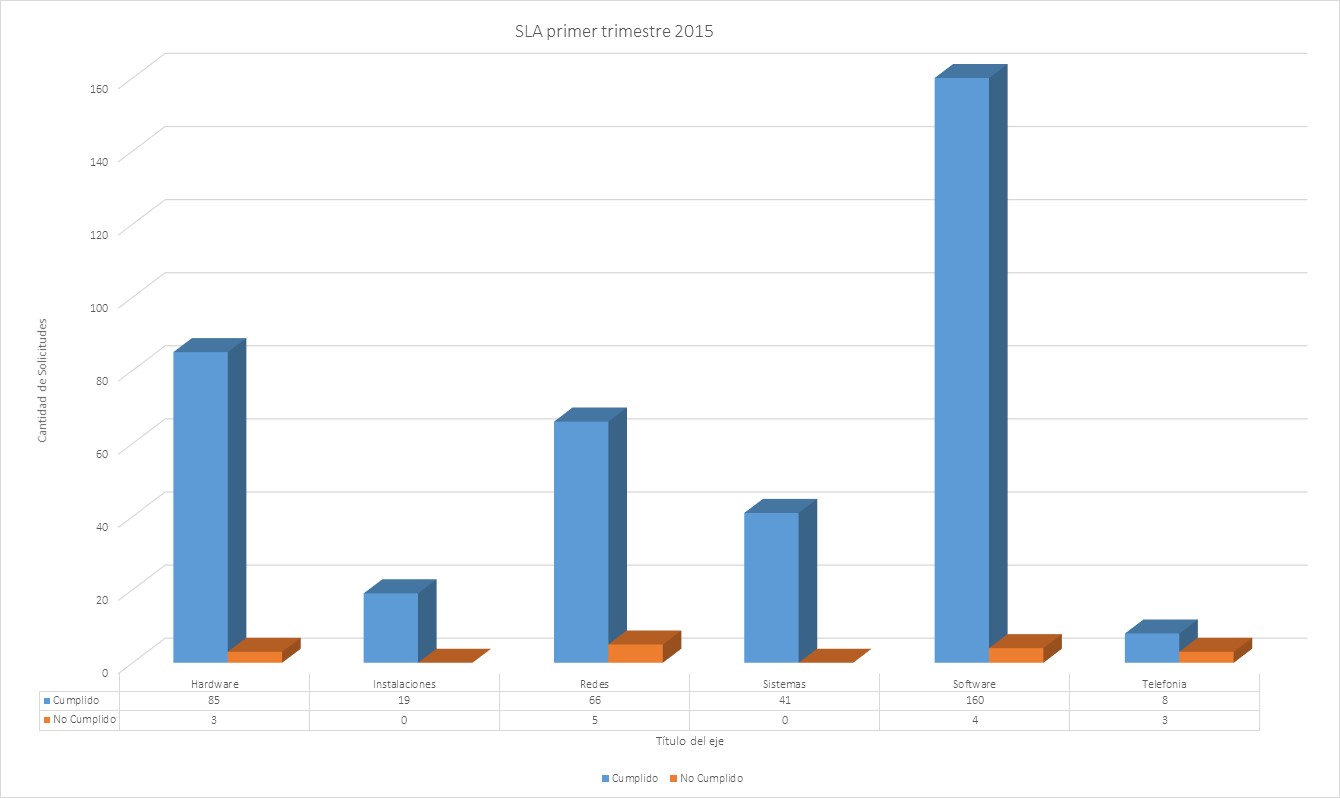 SLA primer trimestre 2015
160
140
120
100
80
60
40
20
0
Cantidad de Solicitudes
Hardware Instalaciones Redes Sistemas Software Telefonia
Cumplido 85 19 66 41 160 8
No Cumplido 3 0 5 0 4 3
Título del eje
Cumplido No Cumplido